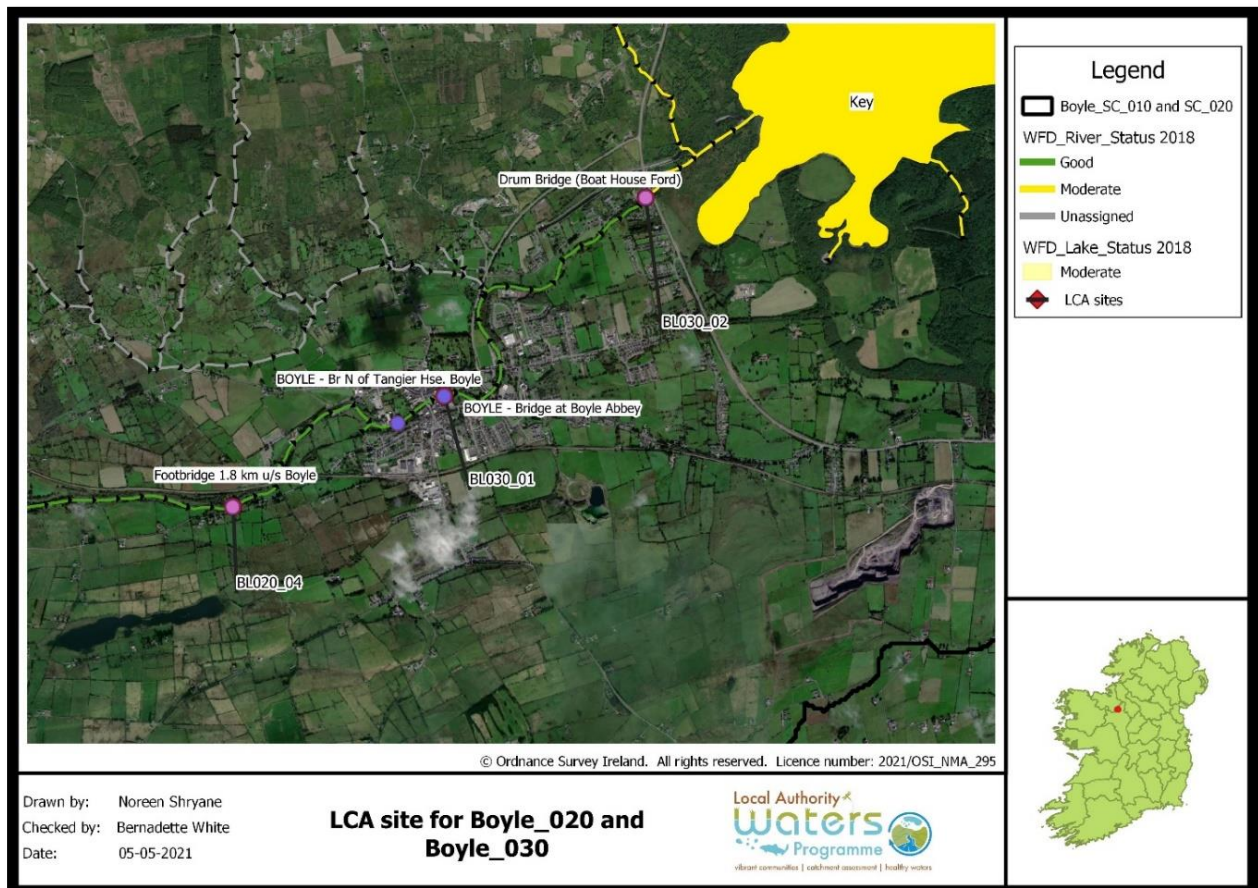 Key
Drum Bridge (Boat House Ford)
BL030_02
BOYLE - Br N of Tangier Hse. Boyle
BOYLE - Bridge at Boyle Abbey
BL030_01
Footbridge 1.8 km u/s Boyle
BL020_04
© Ordnance Survey Ireland. All rights reserved. Licence number: 2021/OSI_NMA_295
Legend
Boyle_SC_010 and SC_020
WFD_River_Status 2018
Good
Moderate
Unassigned
WFD_Lake_Status 2018
Moderate
LCA sites
Drawn by: Noreen Shryane
Checked by: Bernadette White
Date: 05-05-2021
LCA site for Boyle_020 and
Boyle_030
Local Authority
Waters
Programme
vibrant communities | catchment assessment | healthy waters